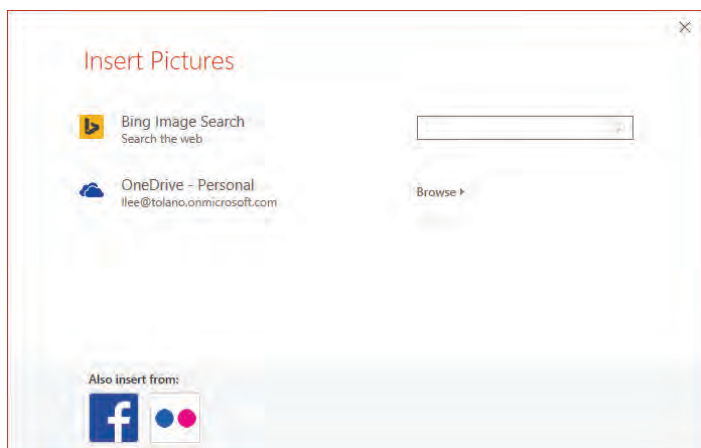 Insert Pictures
Bing Image Search
Search the web
OneDrive - Personal
llee@tolano.onmicrosoft.com
Browse
Also insert from: